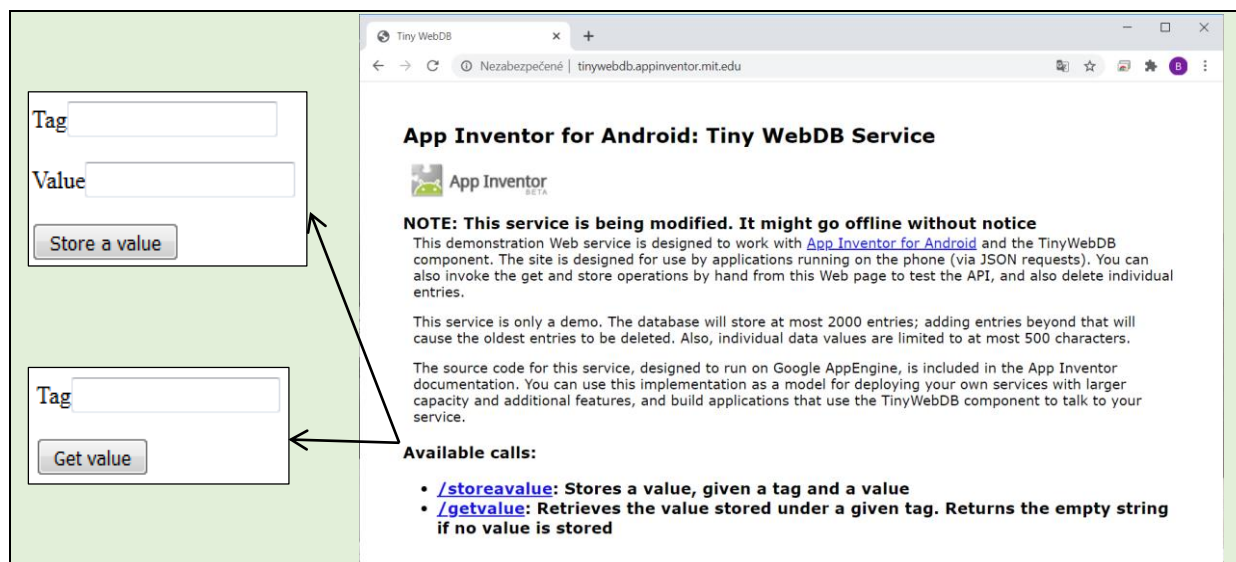 Tiny WebDB
Nezabezpečené | tinywebdb.appinventor.mit.edu
B
Tag
Value
Store a value
Tag
Get value
App Inventor for Android: Tiny WebDB Service
App Inventor
BETA
NOTE: This service is being modified. It might go offline without notice
This demonstration Web service is designed to work with App Inventor for Android and the TinyWebDB
component. The site is designed for use by applications running on the phone (via JSON requests). You can
also invoke the get and store operations by hand from this Web page to test the API, and also delete individual
entries.
This service is only a demo. The database will store at most 2000 entries; adding entries beyond that will
cause the oldest entries to be deleted. Also, individual data values are limited to at most 500 characters.
The source code for this service, designed to run on Google AppEngine, is included in the App Inventor
documentation. You can use this implementation as a model for deploying your own services with larger
capacity and additional features, and build applications that use the TinyWebDB component to talk to your
service.
Available calls:
• /storeavalue: Stores a value, given a tag and a value
• /getvalue: Retrieves the value stored under a given tag. Returns the empty string
if no value is stored